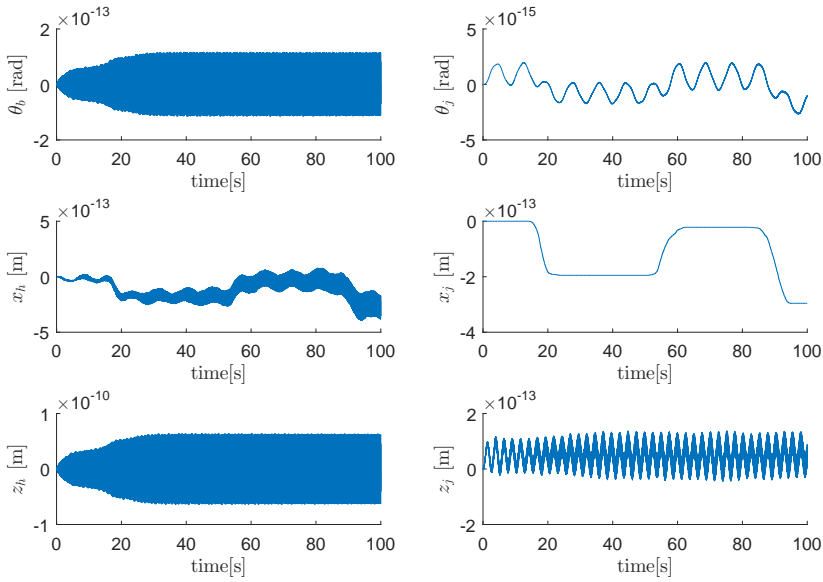 ×10⁻¹³
2
0
-2
θ_b [rad]
0 20 40 60 80 100
time[s]
×10⁻¹⁵
5
0
-5
θ_j [rad]
0 20 40 60 80 100
time[s]
×10⁻¹³
5
0
-5
x_h [m]
0 20 40 60 80 100
time[s]
×10⁻¹³
0
-2
-4
x_j [m]
0 20 40 60 80 100
time[s]
×10⁻¹⁰
1
0
-1
z_h [m]
0 20 40 60 80 100
time[s]
×10⁻¹³
2
0
-2
z_j [m]
0 20 40 60 80 100
time[s]